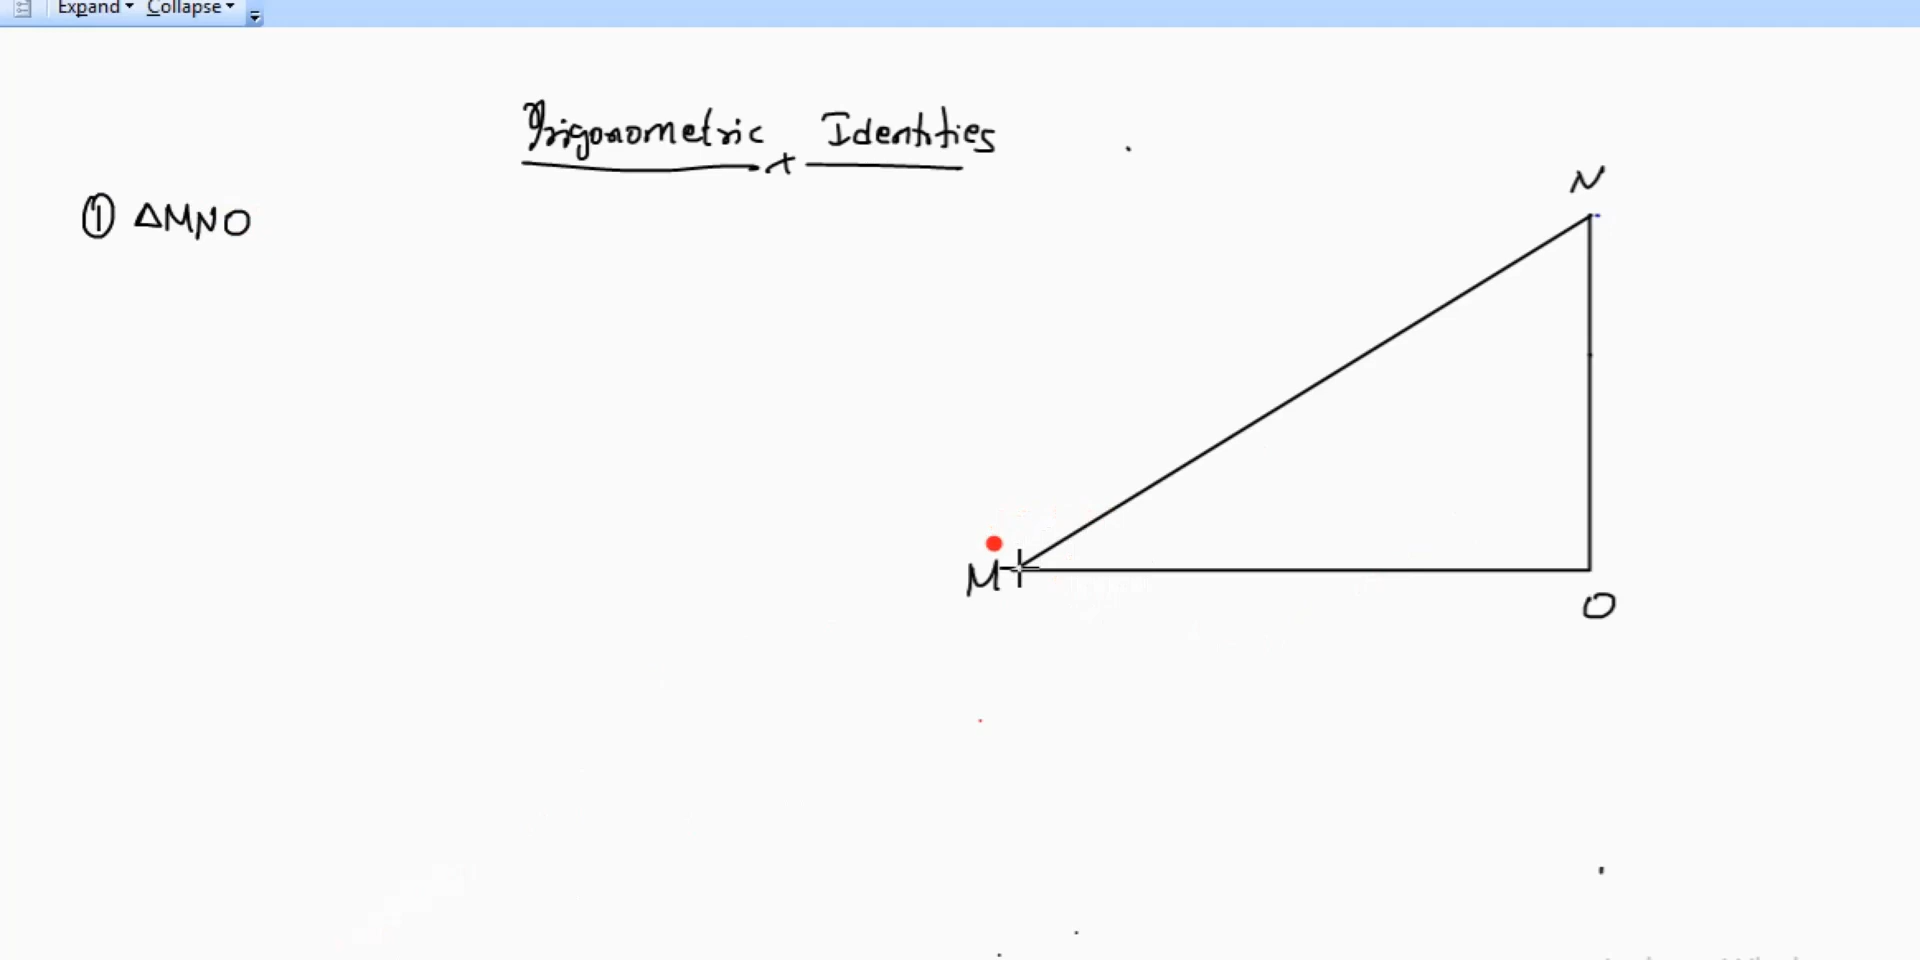 Expand Collapse
Trigonometric Identities
① ΔMNO
N
M
O